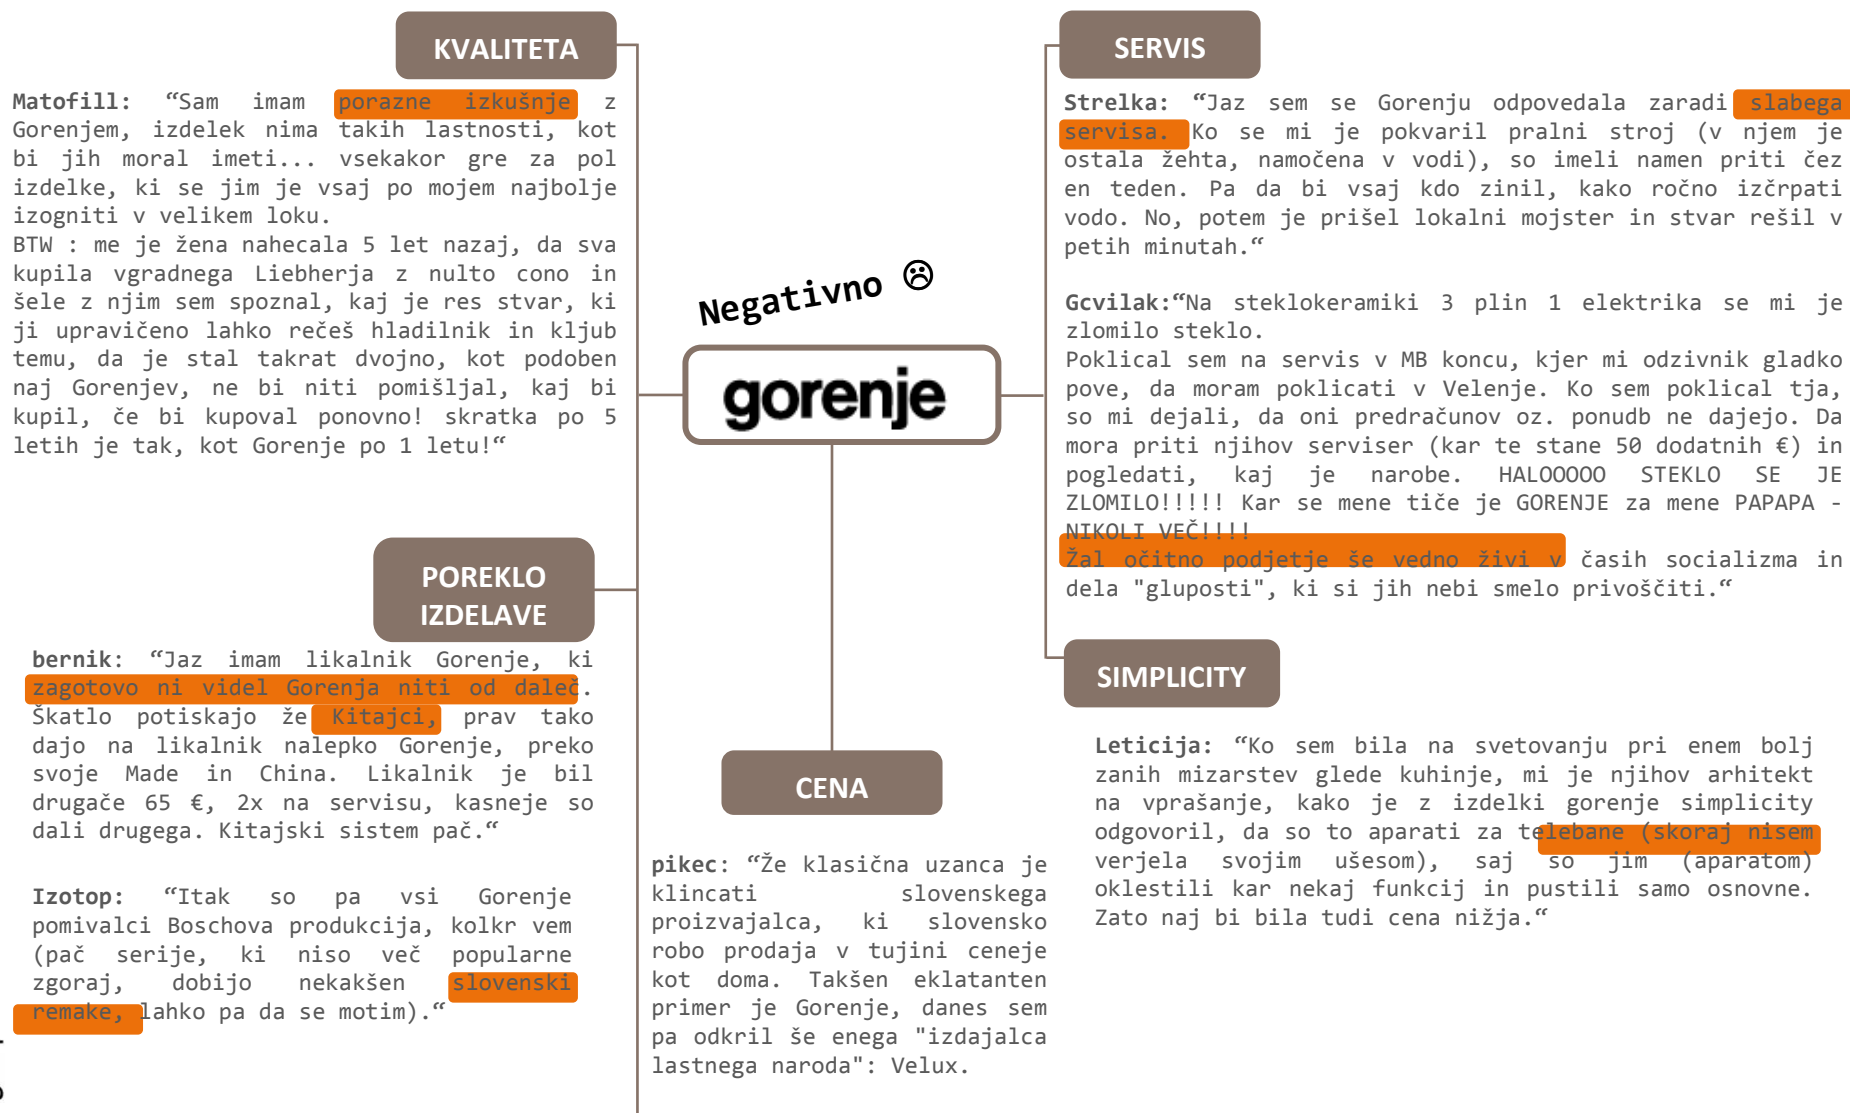 KVALITETA
Matofill: “Sam imam porazne izkušnje z
Gorenjem, izdelek nima takih lastnosti, kot
bi jih moral imeti... vsekakor gre za pol
izdelke, ki se jim je vsaj po mojem najbolje
izogniti v velikem loku.
BTW : me je žena nahecala 5 let nazaj, da sva
kupila vgradnega Liebherja z nulto cono in
šele z njim sem spoznal, kaj je res stvar, ki
ji upravičeno lahko rečeš hladilnik in kljub
temu, da je stal takrat dvojno, kot podoben
naj Gorenjev, ne bi niti pomišljal, kaj bi
kupil, če bi kupoval ponovno! skratka po 5
letih je tak, kot Gorenje po 1 letu!“
POREKLO
IZDELAVE
bernik: “Jaz imam likalnik Gorenje, ki
zagotovo ni videl Gorenja niti od daleč.
Škatlo potiskajo že Kitajci, prav tako
dajo na likalnik nalepko Gorenje, preko
svoje Made in China. Likalnik je bil
drugače 65 €, 2x na servisu, kasneje so
dali drugega. Kitajski sistem pač.“
Izotop: “Itak so pa vsi Gorenje
pomivalci Boschova produkcija, kolkr vem
(pač serije, ki niso več popularne
zgoraj, dobijo nekakšen slovenski
remake, lahko pa da se motim).“
Negativno ☹
gorenje
CENA
pikec: “Že klasična uzanca je
klincati slovenskega
proizvajalca, ki slovensko
robo prodaja v tujini ceneje
kot doma. Takšen eklatanten
primer je Gorenje, danes sem
pa odkril še enega "izdajalca
lastnega naroda": Velux.
SERVIS
Strelka: “Jaz sem se Gorenju odpovedala zaradi slabega
servisa. Ko se mi je pokvaril pralni stroj (v njem je
ostala žehta, namočena v vodi), so imeli namen priti čez
en teden. Pa da bi vsaj kdo zinil, kako ročno izčrpati
vodo. No, potem je prišel lokalni mojster in stvar rešil v
petih minutah.“
Gcvilak:“Na steklokeramiki 3 plin 1 elektrika se mi je
zlomilo steklo.
Poklical sem na servis v MB koncu, kjer mi odzivnik gladko
pove, da moram poklicati v Velenje. Ko sem poklical tja,
so mi dejali, da oni predračunov oz. ponudb ne dajejo. Da
mora priti njihov serviser (kar te stane 50 dodatnih €) in
pogledati, kaj je narobe. HALOOOOO STEKLO SE JE
ZLOMILO!!!!! Kar se mene tiče je GORENJE za mene PAPAPA -
NIKOLI VEČ!!!!
Žal očitno podjetje še vedno živi v časih socializma in
dela "gluposti", ki si jih nebi smelo privoščiti.“
SIMPLICITY
Leticija: “Ko sem bila na svetovanju pri enem bolj
zanih mizarstev glede kuhinje, mi je njihov arhitekt
na vprašanje, kako je z izdelki gorenje simplicity
odgovoril, da so to aparati za telebane (skoraj nisem
verjela svojim ušesom), saj so jim (aparatom)
oklestili kar nekaj funkcij in pustili samo osnovne.
Zato naj bi bila tudi cena nižja.“